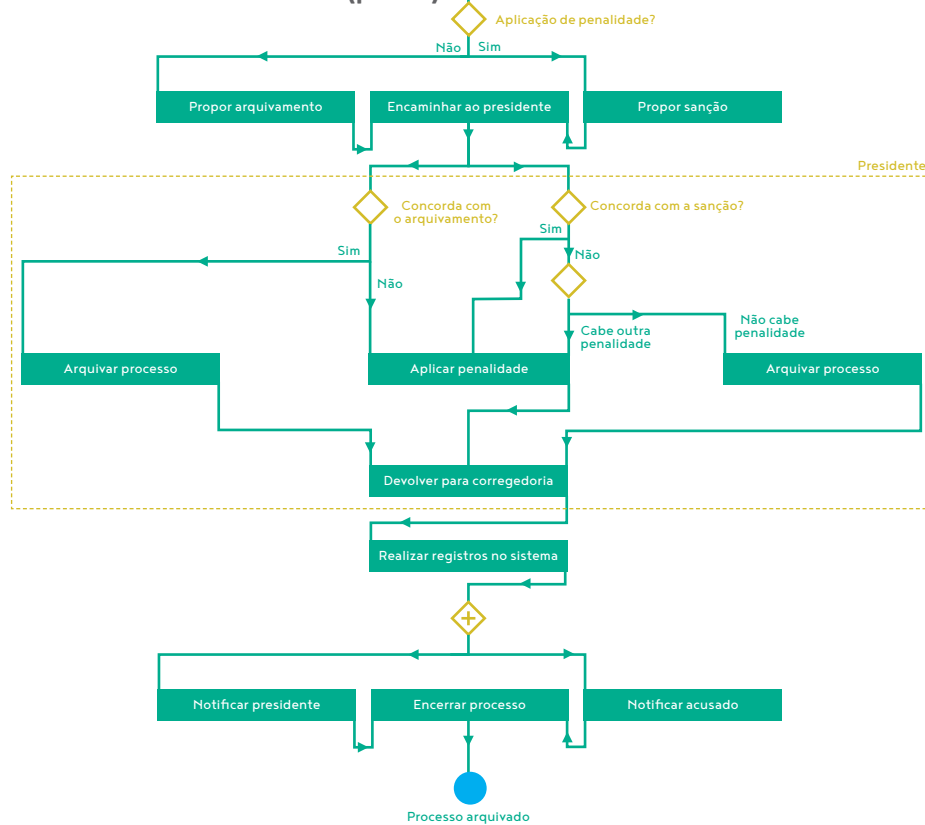 Aplicação de penalidade?
Não
Sim
Propor arquivamento
Encaminhar ao presidente
Propor sanção
Presidente
Concorda com
o arquivamento?
Concorda com a sanção?
Sim
Não
Sim
Não
Cabe outra
penalidade
Não cabe
penalidade
Arquivar processo
Aplicar penalidade
Arquivar processo
Devolver para corregedoria
Realizar registros no sistema
Notificar presidente
Encerrar processo
Notificar acusado
Processo arquivado